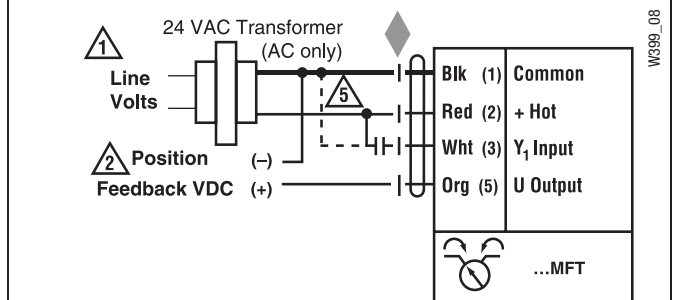 24 VAC Transformer
(AC only)
1
Line
Volts
5
2 Position (–)
Feedback VDC (+)
Blk (1) Common
Red (2) + Hot
Wht (3) Y1 Input
Org (5) U Output
...MFT
W399_08